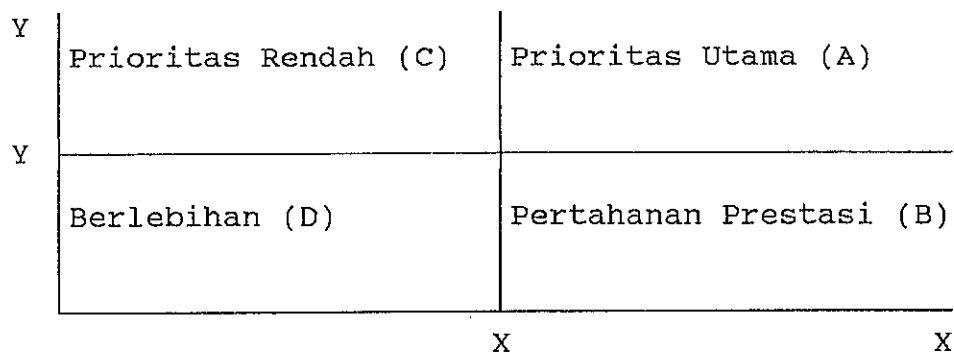 Y
Prioritas Rendah (C)
Prioritas Utama (A)
Y
Berlebihan (D)
Pertahanan Prestasi (B)
X
X